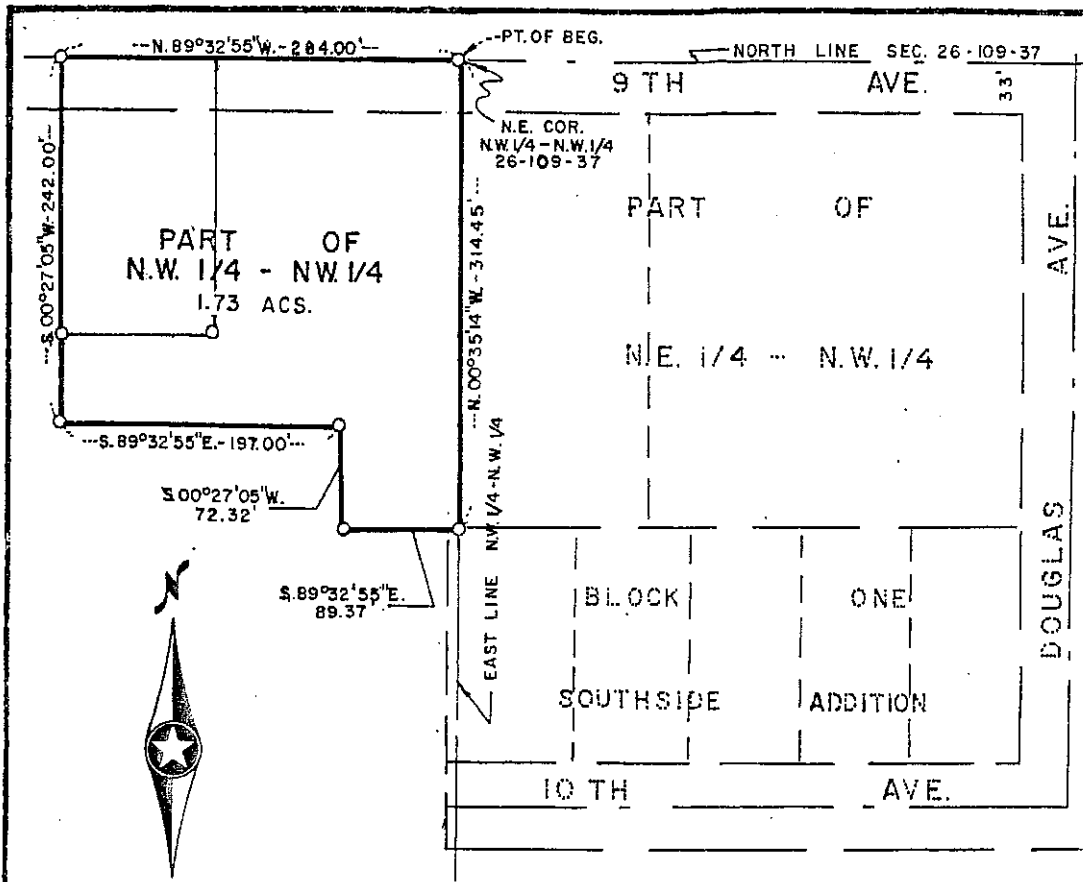 ---N. 89°32'55"W.- 284.00'---
PT. OF BEG.
NORTH LINE SEC. 26-109-37
9 TH AVE.
33'
N.E. COR.
N.W. 1/4 - N.W. 1/4
26-109-37
---S. 00°27'05"W.-242.00'---
---N. 00°35'14"W.-314.45'---
PART OF
N.W. 1/4 - N.W. 1/4
1.73 ACS.
PART OF
N.E. 1/4 - N.W. 1/4
---S. 89°32'55"E.-197.00'---
S.00°27'05"W.
72.32'
S.89°32'55"E.
89.37'
EAST LINE N.W. 1/4-N.W. 1/4
N
BLOCK ONE
SOUTHSIDE ADDITION
10 TH AVE.
DOUGLAS AVE.